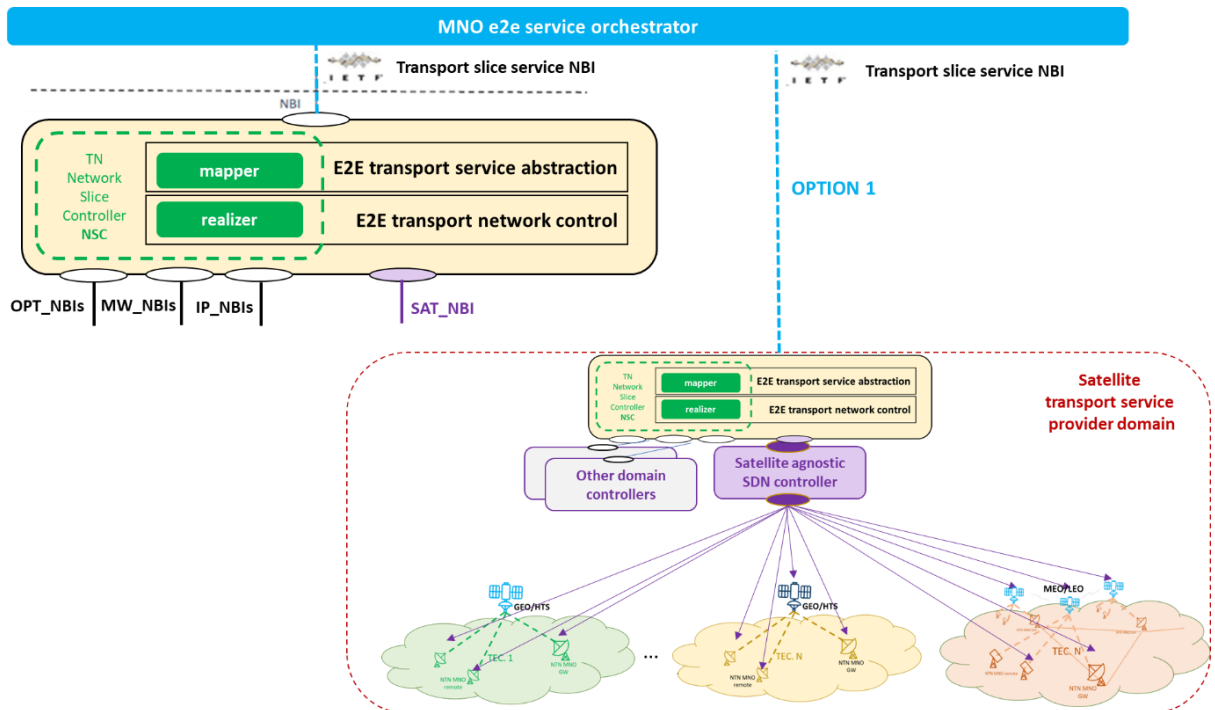 MNO e2e service orchestrator
I E T F
Transport slice service NBI
I E T F
Transport slice service NBI
NBI
TN
Network
Slice
Controller
NSC
mapper
E2E transport service abstraction
realizer
E2E transport network control
OPTION 1
OPT_NBIs
MW_NBIs
IP_NBIs
SAT_NBI
TN
Network
Slice
Controller
NSC
mapper
E2E transport service abstraction
realizer
E2E transport network control
Satellite
transport service
provider domain
Other domain
controllers
Satellite agnostic
SDN controller
GEO/HTS
GEO/HTS
MEO/LEO
TEC. 1
NTN MNO
remote
NTN MNO
GW
...
TEC. N
NTN MNO
remote
NTN MNO
GW
TEC. N
NTN MNO remote
NTN MNO
GW